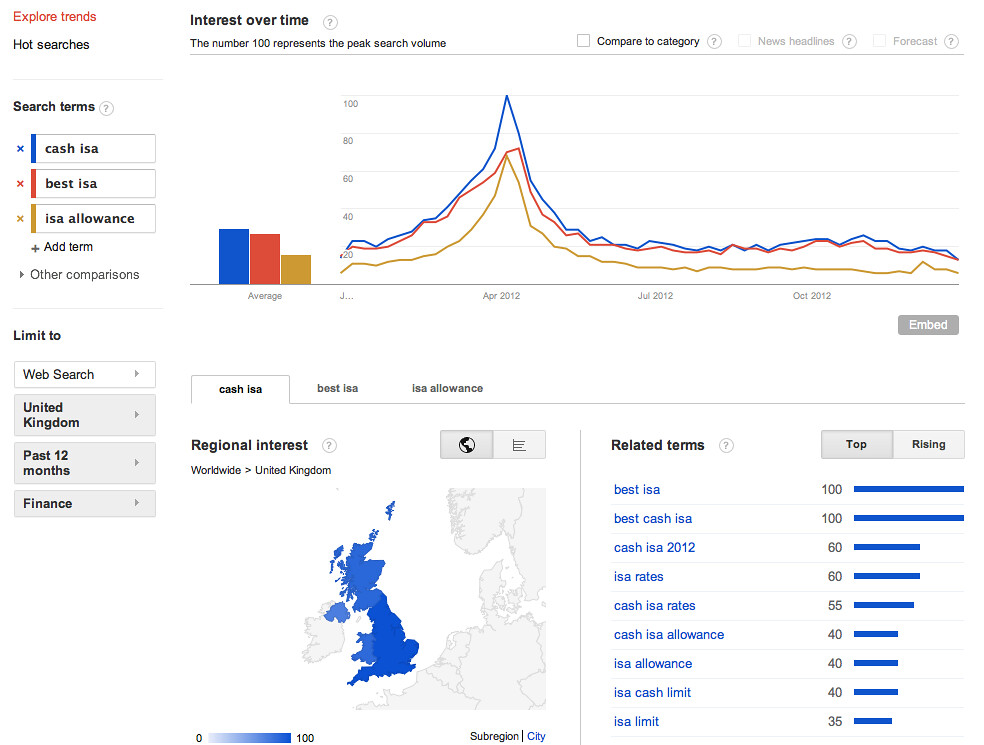 Explore trends
Hot searches
Search terms ?
× cash isa
× best isa
× isa allowance
+ Add term
Other comparisons
Limit to
Web Search
United
Kingdom
Past 12
months
Finance
Interest over time ?
The number 100 represents the peak search volume
Compare to category ? News headlines ? Forecast ?
100
80
60
40
20
Average J... Apr 2012 Jul 2012 Oct 2012
Embed
cash isa best isa isa allowance
Regional interest ?
Worldwide > United Kingdom
0 100
Subregion | City
Related terms ? Top Rising
best isa 100
best cash isa 100
cash isa 2012 60
isa rates 60
cash isa rates 55
cash isa allowance 40
isa allowance 40
isa cash limit 40
isa limit 35